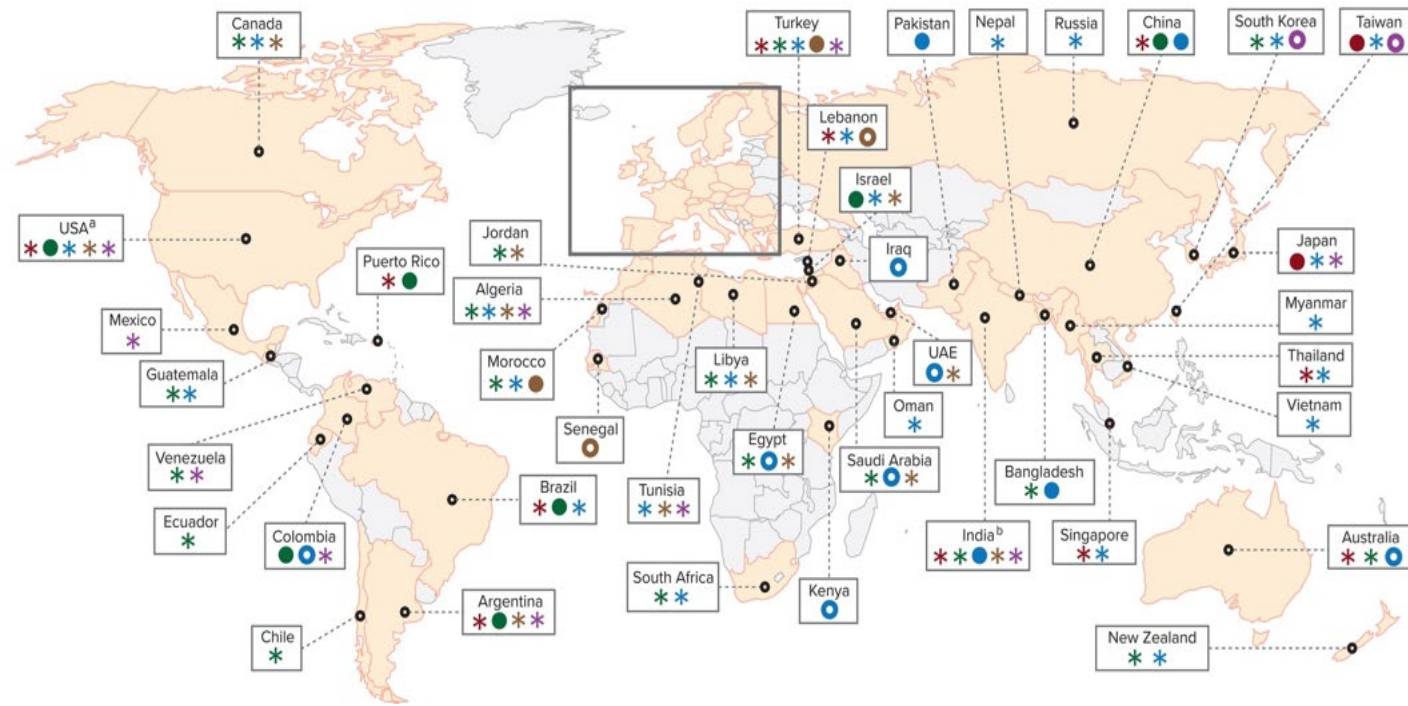 Canada
Turkey
Pakistan
Nepal
Russia
China
South Korea
Taiwan
Lebanon
Israel
USAᵃ
Jordan
Iraq
Puerto Rico
Japan
Algeria
Mexico
Myanmar
Morocco
Libya
UAE
Thailand
Guatemala
Oman
Vietnam
Senegal
Egypt
Saudi Arabia
Venezuela
Bangladesh
Brazil
Tunisia
Ecuador
Colombia
Indiaᵇ
Singapore
Australia
South Africa
Kenya
Argentina
Chile
New Zealand